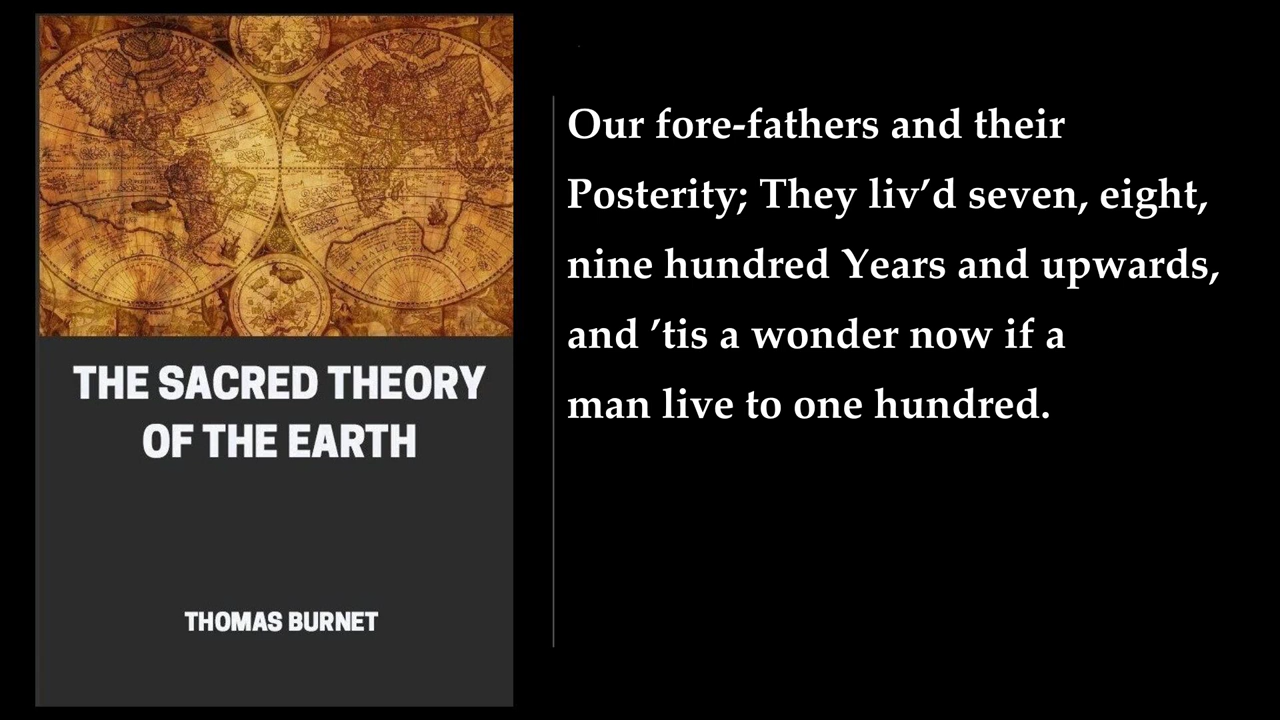 THE SACRED THEORY
OF THE EARTH
THOMAS BURNET
Our fore-fathers and their
Posterity; They liv’d seven, eight,
nine hundred Years and upwards,
and ’tis a wonder now if a
man live to one hundred.